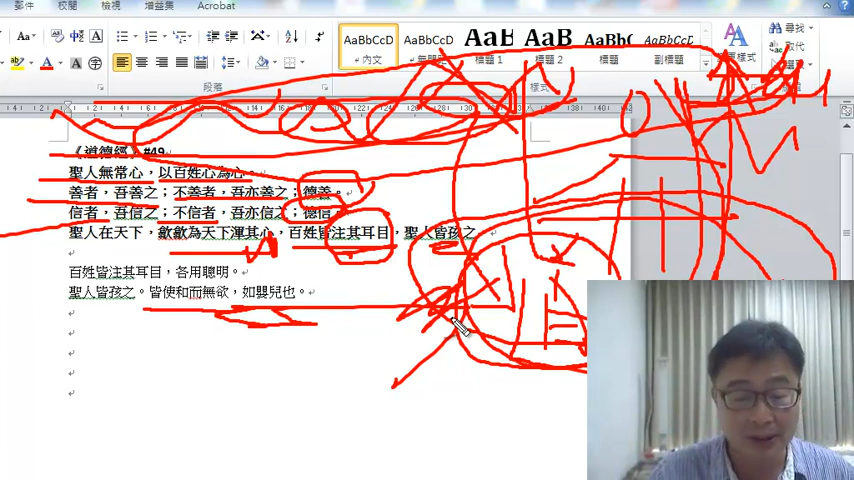 郵件 校閱 檢視 增益集 Acrobat
AaBbCcD AaBbCcD AaBbC AaBb AaBb( AaBbCcD
內文 標題 1 標題 2 標題 副標題
尋找
取代
段落 樣式
《道德經》#49
聖人無常心，以百姓心為心。
善者，吾善之；不善者，吾亦善之；德善。
信者，吾信之；不信者，吾亦信之；德信。
聖人在天下，歙歙為天下渾其心，百姓皆注其耳目，聖人皆孩之
百姓皆注其耳目，各用聰明。
聖人皆孩之。皆使和而無欲，如嬰兒也。